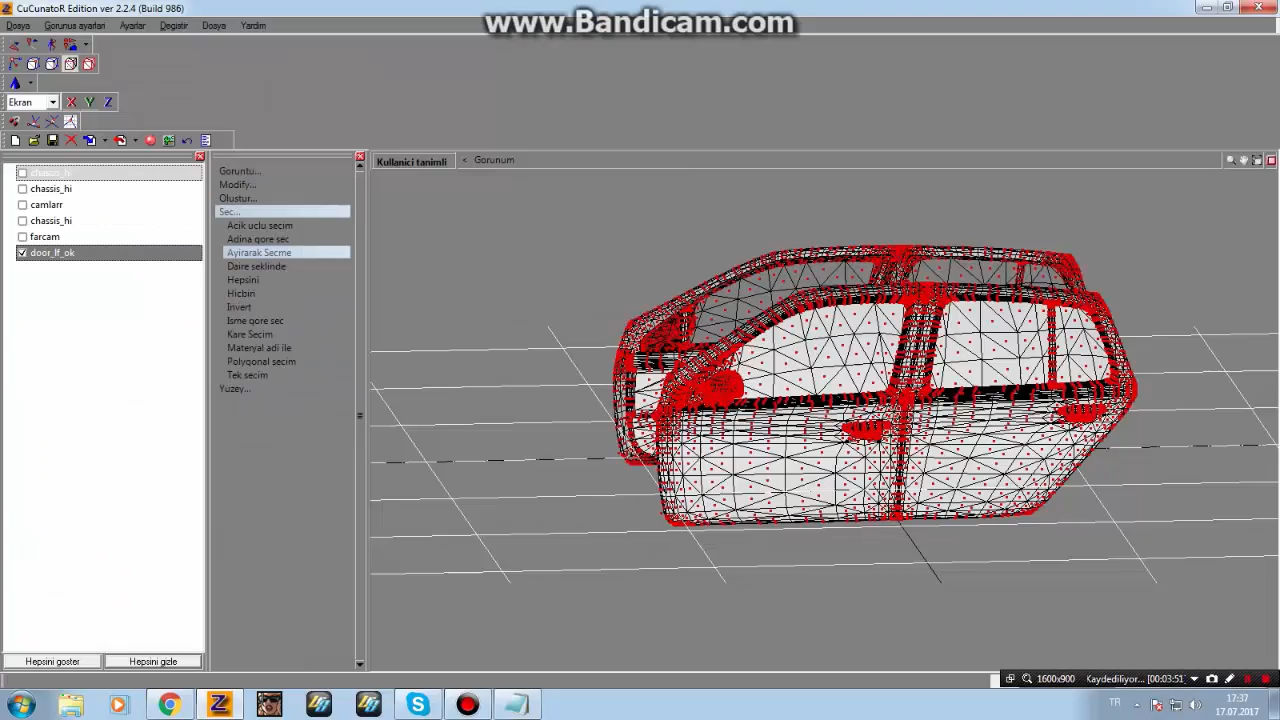 CuCunatoR Edition ver 2.2.4 (Build 986)
www.Bandicam.com
Dosya Gorunus ayarlari Ayarlar Degistir Dosya Yardim
Ekran X Y Z
chassis_hi
chassis_hi
camlarr
chassis_hi
farcam
door_lf_ok
Hepsini goster Hepsini gizle
Goruntu...
Modify...
Olustur...
Sec...
Acik uclu secim
Adina gore sec
Ayirarak Secme
Daire seklinde
Hepsini
Hicbin
Invert
Isme qore sec
Kare Secim
Materyal adi ile
Polygonal secim
Tek secim
Yuzey...
Kullanici tanimli < Gorunum
1600x900 Kaydediliyor... [00:03:51]
TR
17:37
17.07.2017